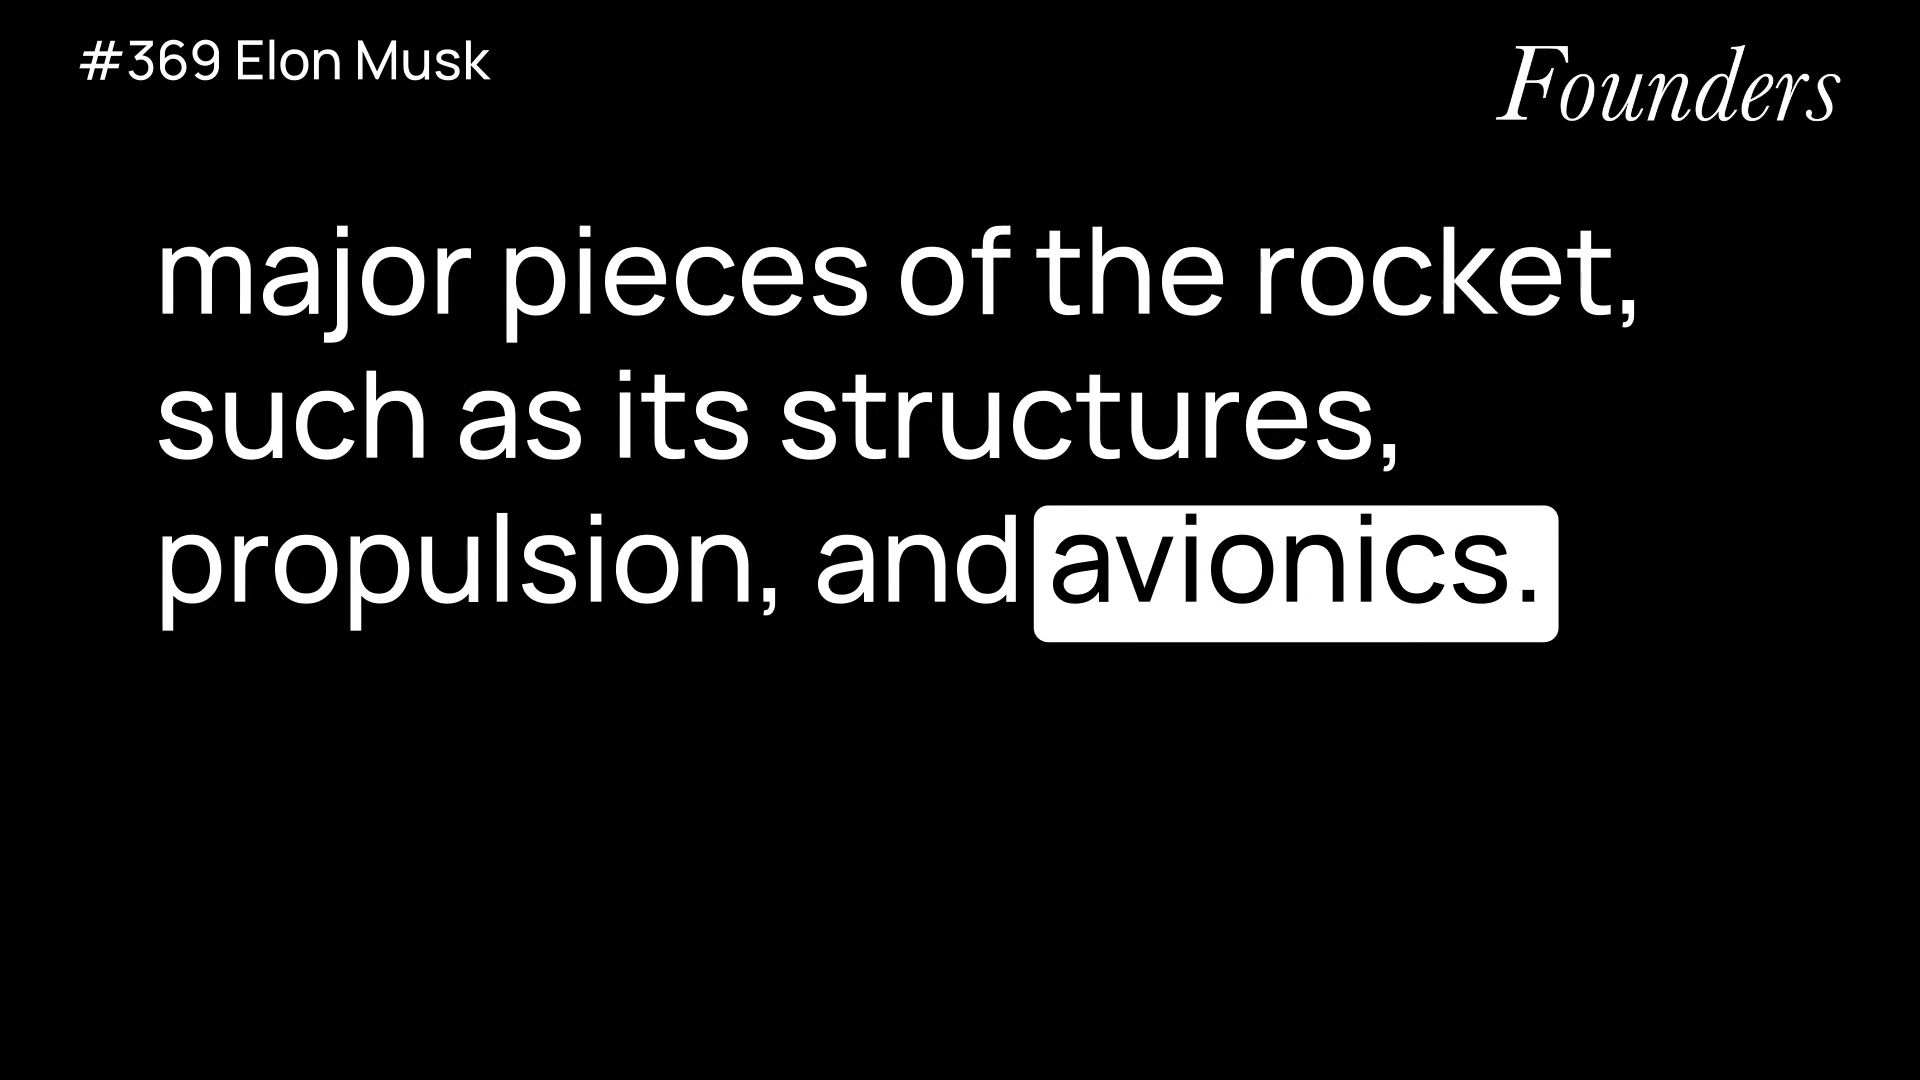 #369 Elon Musk
Founders
major pieces of the rocket,
such as its structures,
propulsion, and avionics.